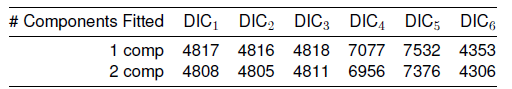 # Components Fitted DIC₁ DIC₂ DIC₃ DIC₄ DIC₅ DIC₆
1 comp 4817 4816 4818 7077 7532 4353
2 comp 4808 4805 4811 6956 7376 4306